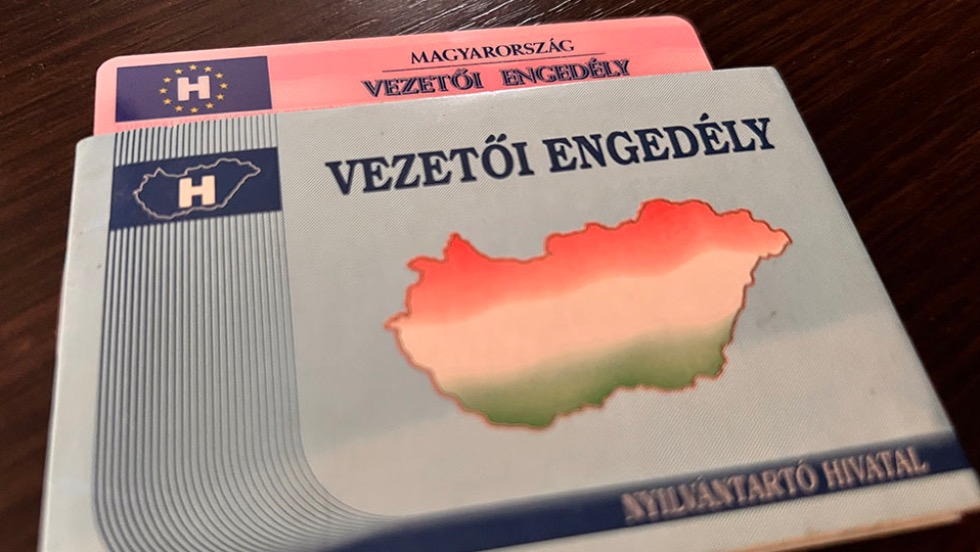 H
MAGYARORSZÁG
VEZETŐI ENGEDÉLY
H
VEZETŐI ENGEDÉLY
NYILVÁNTARTÓ HIVATAL